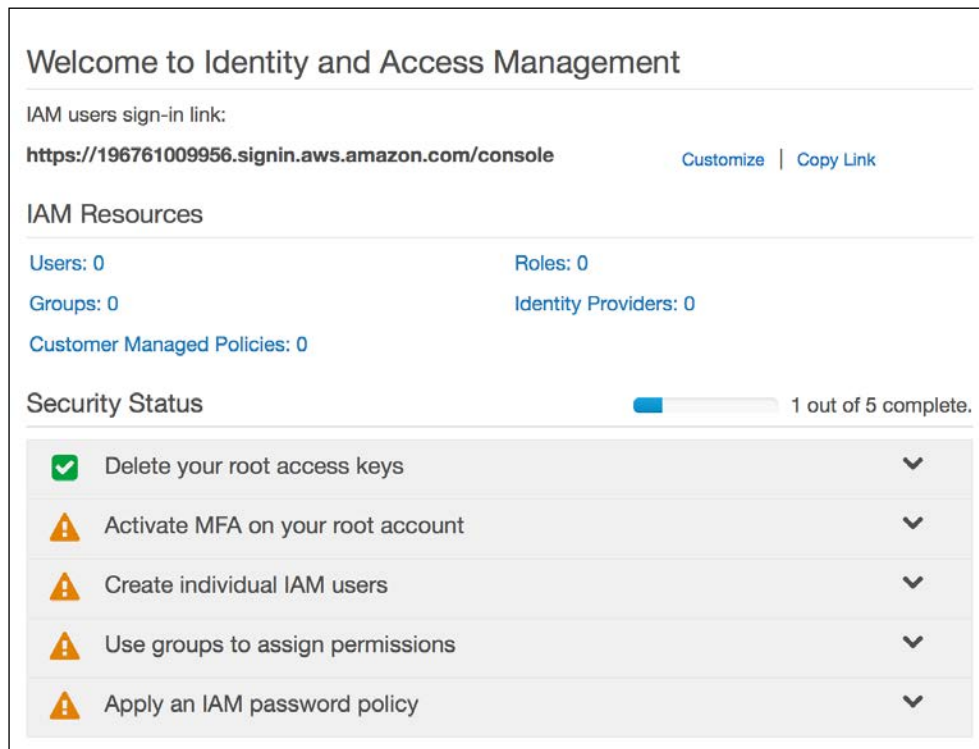 Welcome to Identity and Access Management
IAM users sign-in link:
https://196761009956.signin.aws.amazon.com/console Customize | Copy Link
IAM Resources
Users: 0 Roles: 0
Groups: 0 Identity Providers: 0
Customer Managed Policies: 0
Security Status 1 out of 5 complete.
Delete your root access keys
Activate MFA on your root account
Create individual IAM users
Use groups to assign permissions
Apply an IAM password policy